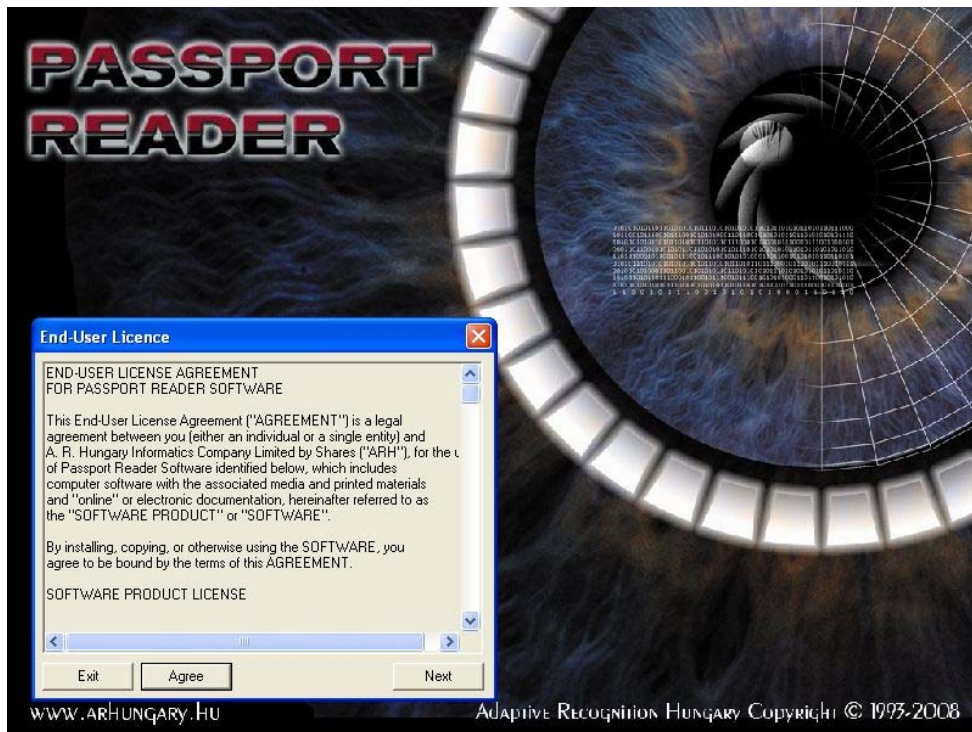 PASSPORT
READER
End-User Licence
END-USER LICENSE AGREEMENT
FOR PASSPORT READER SOFTWARE
This End-User License Agreement ("AGREEMENT") is a legal
agreement between you (either an individual or a single entity) and
A. R. Hungary Informatics Company Limited by Shares ("ARH"), for the u
of Passport Reader Software identified below, which includes
computer software with the associated media and printed materials
and "online" or electronic documentation, hereinafter referred to as
the "SOFTWARE PRODUCT" or "SOFTWARE".
By installing, copying, or otherwise using the SOFTWARE, you
agree to be bound by the terms of this AGREEMENT.
SOFTWARE PRODUCT LICENSE
Exit Agree Next
www.arhungary.hu Adaptive Recognition Hungary Copyright © 1993-2008